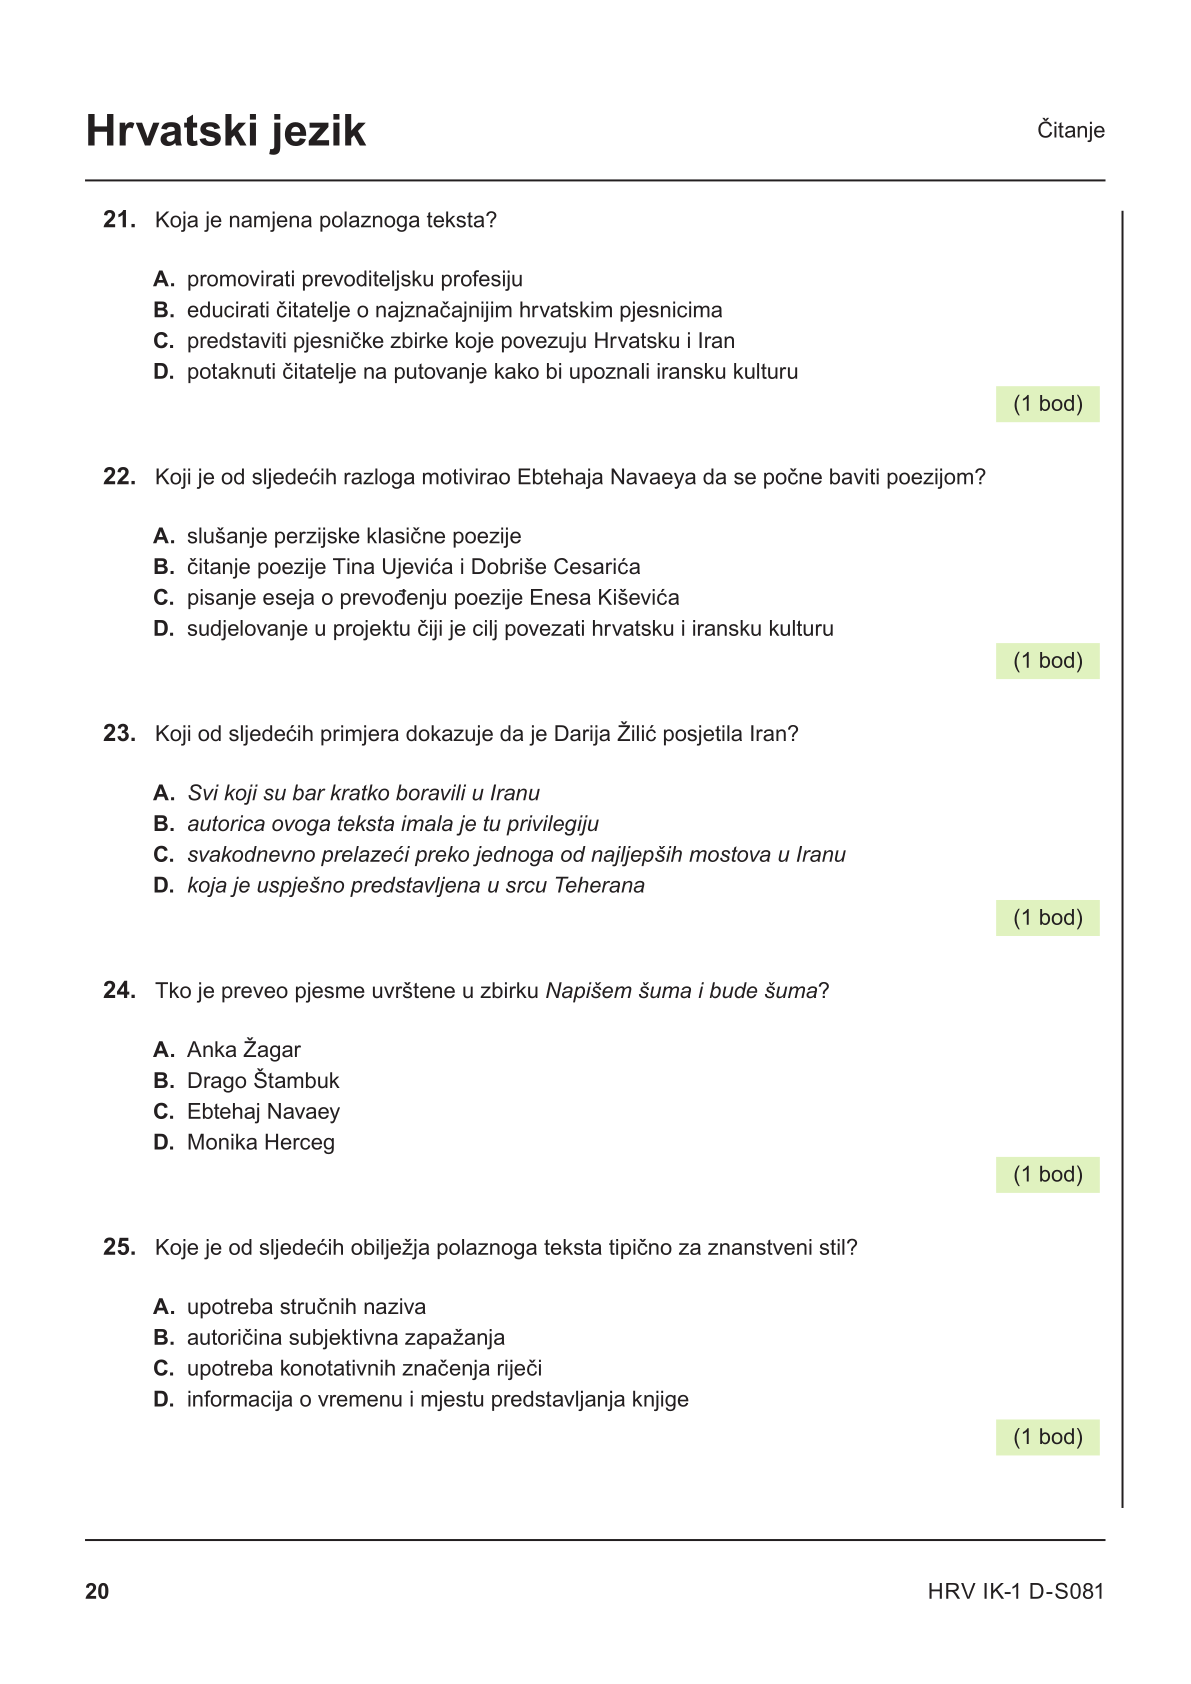 Hrvatski jezik
Čitanje
21. Koja je namjena polaznoga teksta?
A. promovirati prevoditeljsku profesiju
B. educirati čitatelje o najznačajnijim hrvatskim pjesnicima
C. predstaviti pjesničke zbirke koje povezuju Hrvatsku i Iran
D. potaknuti čitatelje na putovanje kako bi upoznali iransku kulturu
(1 bod)
22. Koji je od sljedećih razloga motivirao Ebtehaja Navaeya da se počne baviti poezijom?
A. slušanje perzijske klasične poezije
B. čitanje poezije Tina Ujevića i Dobriše Cesarića
C. pisanje eseja o prevođenju poezije Enesa Kiševića
D. sudjelovanje u projektu čiji je cilj povezati hrvatsku i iransku kulturu
(1 bod)
23. Koji od sljedećih primjera dokazuje da je Darija Žilić posjetila Iran?
A. Svi koji su bar kratko boravili u Iranu
B. autorica ovoga teksta imala je tu privilegiju
C. svakodnevno prelazeći preko jednoga od najljepših mostova u Iranu
D. koja je uspješno predstavljena u srcu Teherana
(1 bod)
24. Tko je preveo pjesme uvrštene u zbirku Napišem šuma i bude šuma?
A. Anka Žagar
B. Drago Štambuk
C. Ebtehaj Navaey
D. Monika Herceg
(1 bod)
25. Koje je od sljedećih obilježja polaznoga teksta tipično za znanstveni stil?
A. upotreba stručnih naziva
B. autoričina subjektivna zapažanja
C. upotreba konotativnih značenja riječi
D. informacija o vremenu i mjestu predstavljanja knjige
(1 bod)
20
HRV IK-1 D-S081